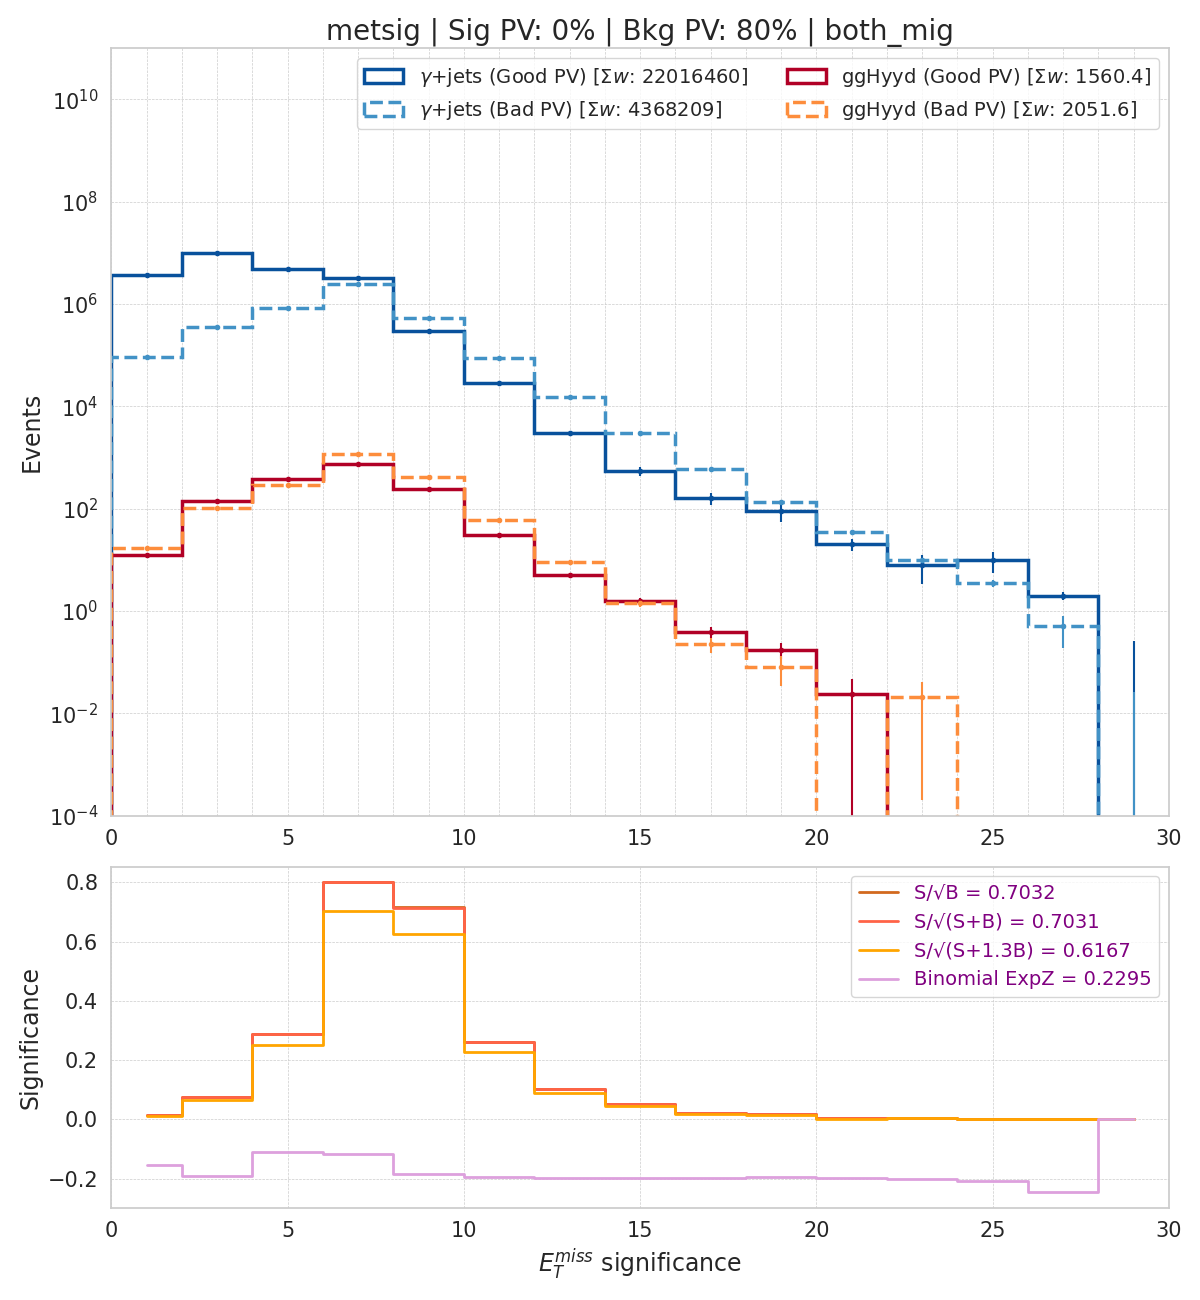 metsig | Sig PV: 0% | Bkg PV: 80% | both_mig
γ+jets (Good PV) [Σw: 22016460]
γ+jets (Bad PV) [Σw: 4368209]
ggHyyd (Good PV) [Σw: 1560.4]
ggHyyd (Bad PV) [Σw: 2051.6]
Events
10^10
10^8
10^6
10^4
10^2
10^0
10^−2
10^−4
0 5 10 15 20 25 30
S/√B = 0.7032
S/√(S+B) = 0.7031
S/√(S+1.3B) = 0.6167
Binomial ExpZ = 0.2295
Significance
0.8
0.6
0.4
0.2
0.0
−0.2
0 5 10 15 20 25 30
E_T^miss significance